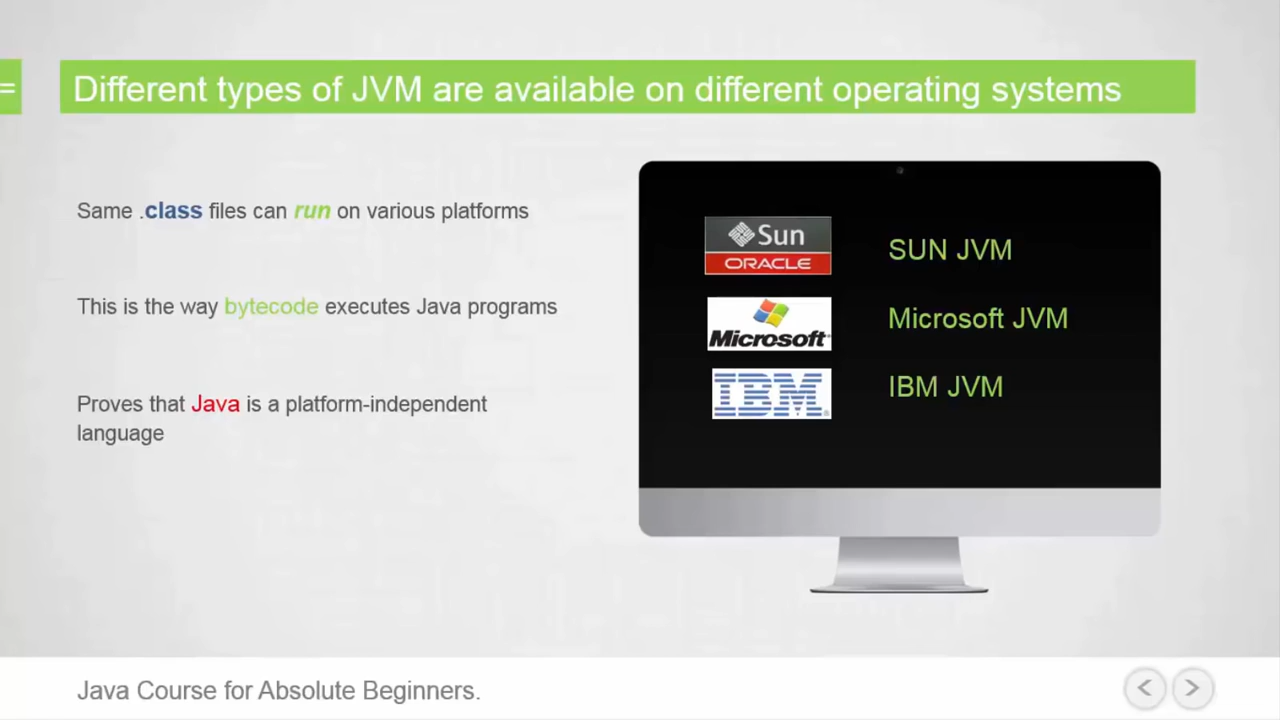 =
Different types of JVM are available on different operating systems
Same .class files can run on various platforms
This is the way bytecode executes Java programs
Proves that Java is a platform-independent
language
Sun
ORACLE
SUN JVM
Microsoft
Microsoft JVM
IBM
IBM JVM
Java Course for Absolute Beginners.